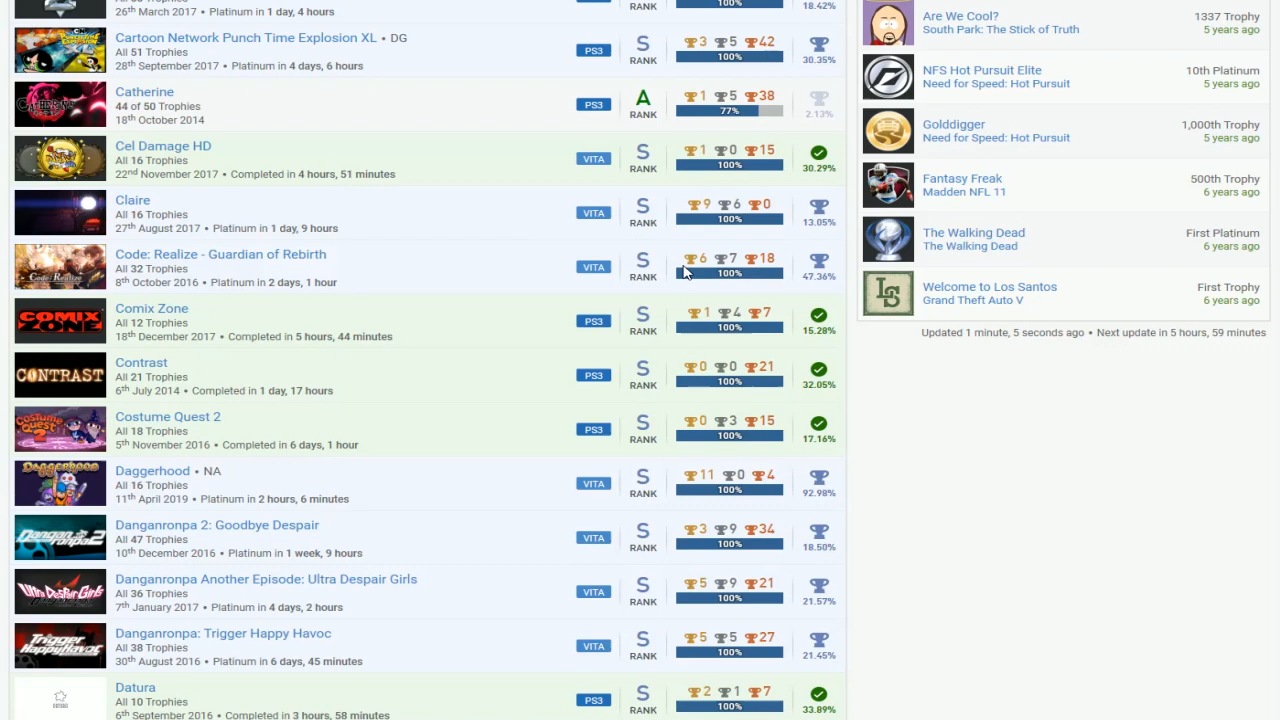 26th March 2017 • Platinum in 1 day, 4 hours
RANK
100%
18.42%
Cartoon Network Punch Time Explosion XL • DG
All 51 Trophies
28th September 2017 • Platinum in 4 days, 6 hours
PS3
S
RANK
3 5 42
100%
30.35%
Catherine
44 of 50 Trophies
18th October 2014
PS3
A
RANK
1 5 38
77%
2.13%
Cel Damage HD
All 16 Trophies
22nd November 2017 • Completed in 4 hours, 51 minutes
VITA
S
RANK
1 0 15
100%
30.29%
Claire
All 16 Trophies
27th August 2017 • Platinum in 1 day, 9 hours
VITA
S
RANK
9 6 0
100%
13.05%
Code: Realize
Code: Realize - Guardian of Rebirth
All 32 Trophies
8th October 2016 • Platinum in 2 days, 1 hour
VITA
S
RANK
6 7 18
100%
47.36%
COMIX ZONE
Comix Zone
All 12 Trophies
18th December 2017 • Completed in 5 hours, 44 minutes
PS3
S
RANK
1 4 7
100%
15.28%
CONTRAST
Contrast
All 21 Trophies
6th July 2014 • Completed in 1 day, 17 hours
PS3
S
RANK
0 0 21
100%
32.05%
COSTUME QUEST 2
Costume Quest 2
All 18 Trophies
5th November 2016 • Completed in 6 days, 1 hour
PS3
S
RANK
0 3 15
100%
17.16%
DAGGERHOOD
Daggerhood • NA
All 16 Trophies
11th April 2019 • Platinum in 2 hours, 6 minutes
VITA
S
RANK
11 0 4
100%
92.98%
Danganronpa 2
Danganronpa 2: Goodbye Despair
All 47 Trophies
10th December 2016 • Platinum in 1 week, 9 hours
VITA
S
RANK
3 9 34
100%
18.50%
Ultra Despair Girls
Danganronpa Another Episode: Ultra Despair Girls
All 36 Trophies
7th January 2017 • Platinum in 4 days, 2 hours
VITA
S
RANK
5 9 21
100%
21.57%
Trigger Happy Havoc
Danganronpa: Trigger Happy Havoc
All 38 Trophies
30th August 2016 • Platinum in 6 days, 45 minutes
VITA
S
RANK
5 5 27
100%
21.45%
Datura
All 10 Trophies
6th September 2016 • Completed in 3 hours, 58 minutes
PS3
S
RANK
2 1 7
100%
33.89%
Are We Cool?
South Park: The Stick of Truth
1337 Trophy
5 years ago
NFS Hot Pursuit Elite
Need for Speed: Hot Pursuit
10th Platinum
5 years ago
Golddigger
Need for Speed: Hot Pursuit
1,000th Trophy
5 years ago
Fantasy Freak
Madden NFL 11
500th Trophy
6 years ago
The Walking Dead
The Walking Dead
First Platinum
6 years ago
LS
Welcome to Los Santos
Grand Theft Auto V
First Trophy
6 years ago
Updated 1 minute, 5 seconds ago • Next update in 5 hours, 59 minutes